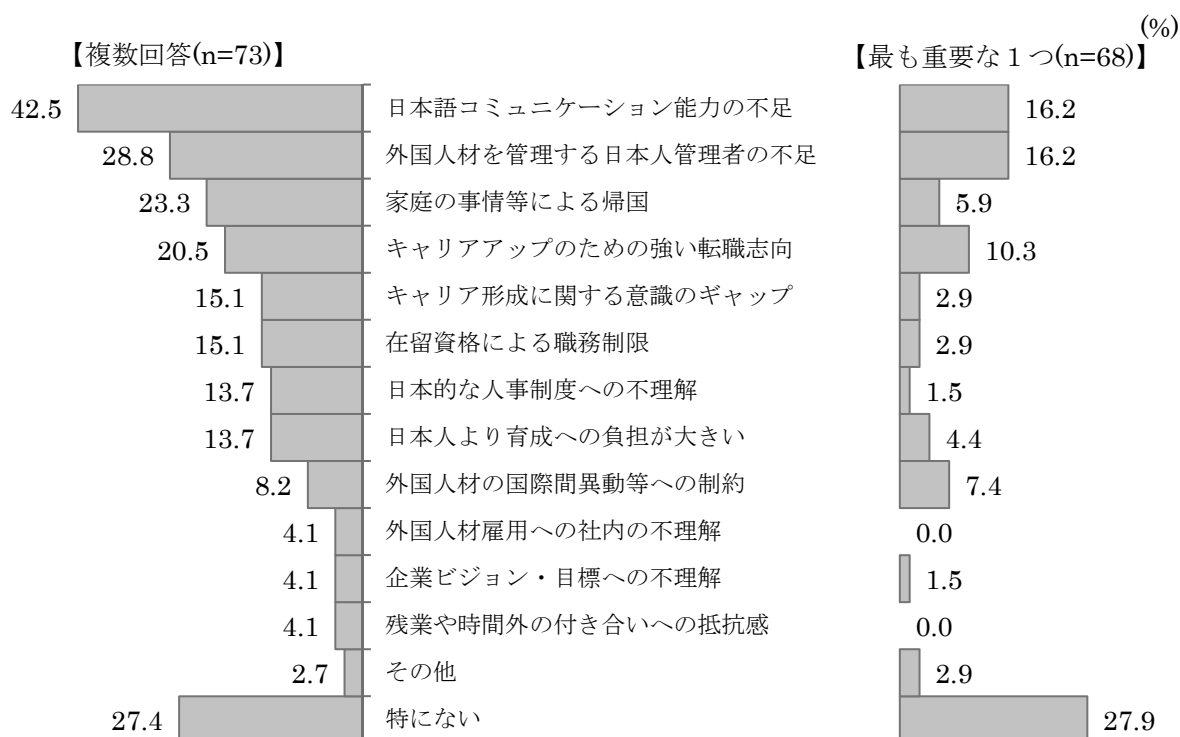 (%)
【複数回答(n=73)】 【最も重要な１つ(n=68)】
42.5 日本語コミュニケーション能力の不足 16.2
28.8 外国人材を管理する日本人管理者の不足 16.2
23.3 家庭の事情等による帰国 5.9
20.5 キャリアアップのための強い転職志向 10.3
15.1 キャリア形成に関する意識のギャップ 2.9
15.1 在留資格による職務制限 2.9
13.7 日本的な人事制度への不理解 1.5
13.7 日本人より育成への負担が大きい 4.4
8.2 外国人材の国際間異動等への制約 7.4
4.1 外国人材雇用への社内の不理解 0.0
4.1 企業ビジョン・目標への不理解 1.5
4.1 残業や時間外の付き合いへの抵抗感 0.0
2.7 その他 2.9
27.4 特にない 27.9